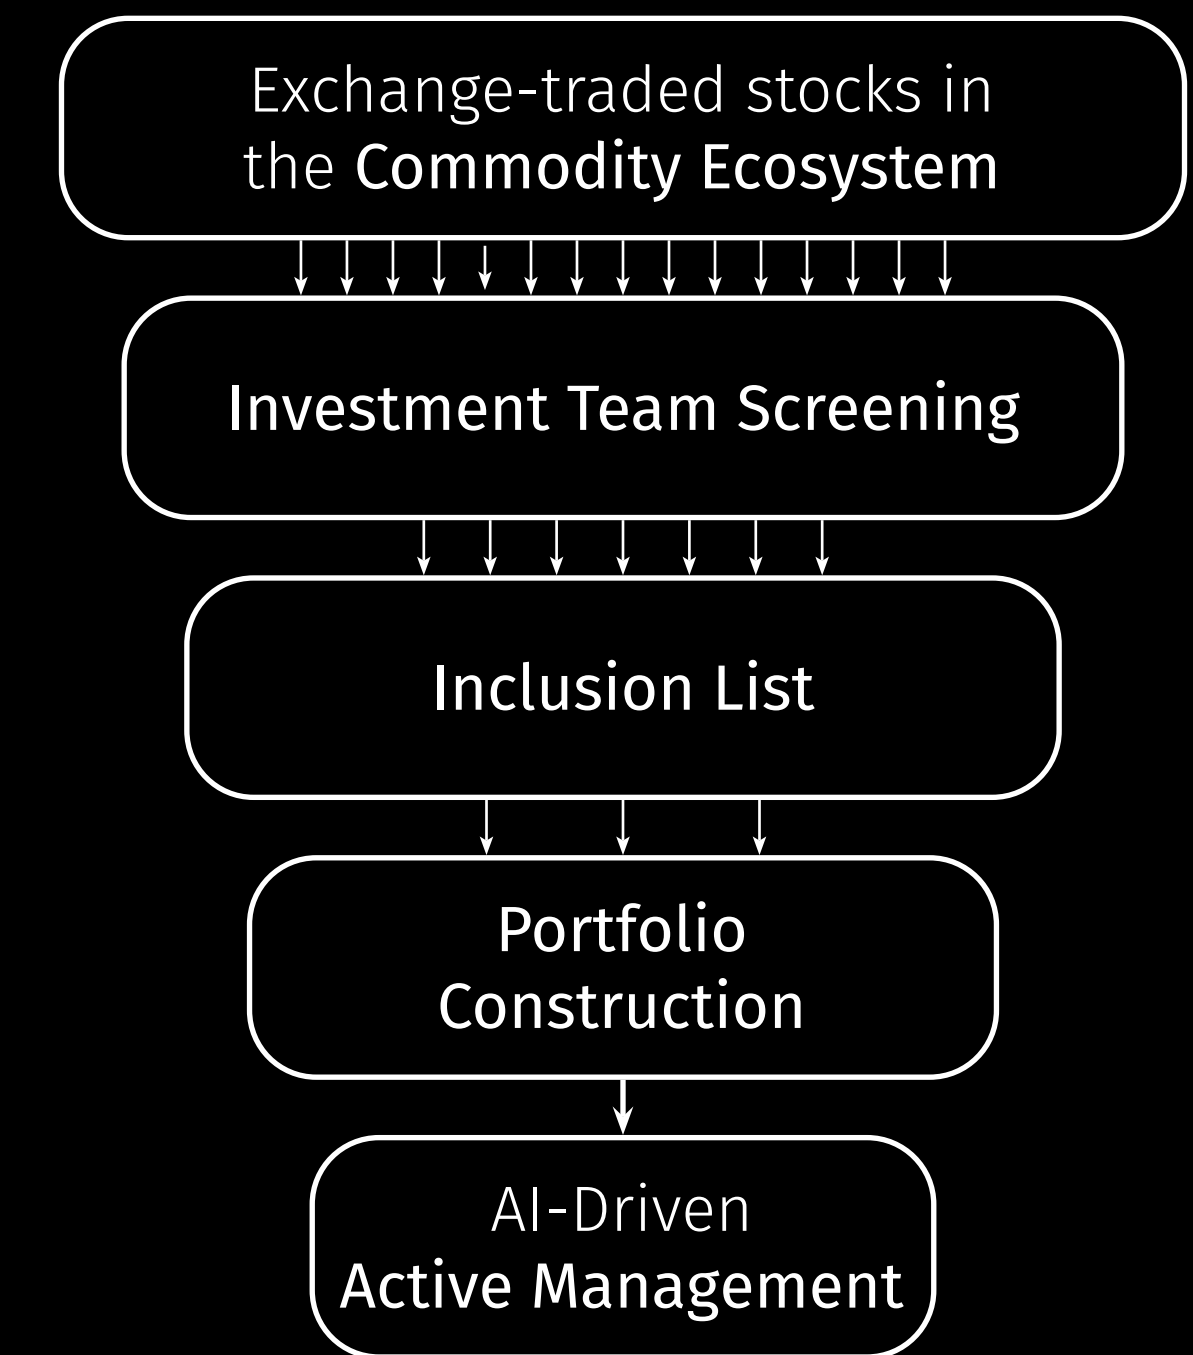 Exchange-traded stocks in
the Commodity Ecosystem
Investment Team Screening
Inclusion List
Portfolio
Construction
AI-Driven
Active Management